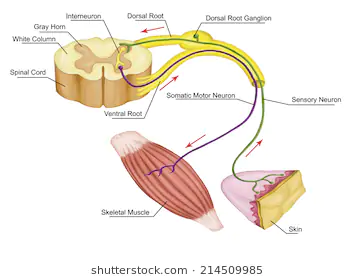 Interneuron
Dorsal Root
Dorsal Root Ganglion
Gray Horn
White Column
Spinal Cord
Somatic Motor Neuron
Sensory Neuron
Ventral Root
Skeletal Muscle
Skin
shutterstock.com · 214509985